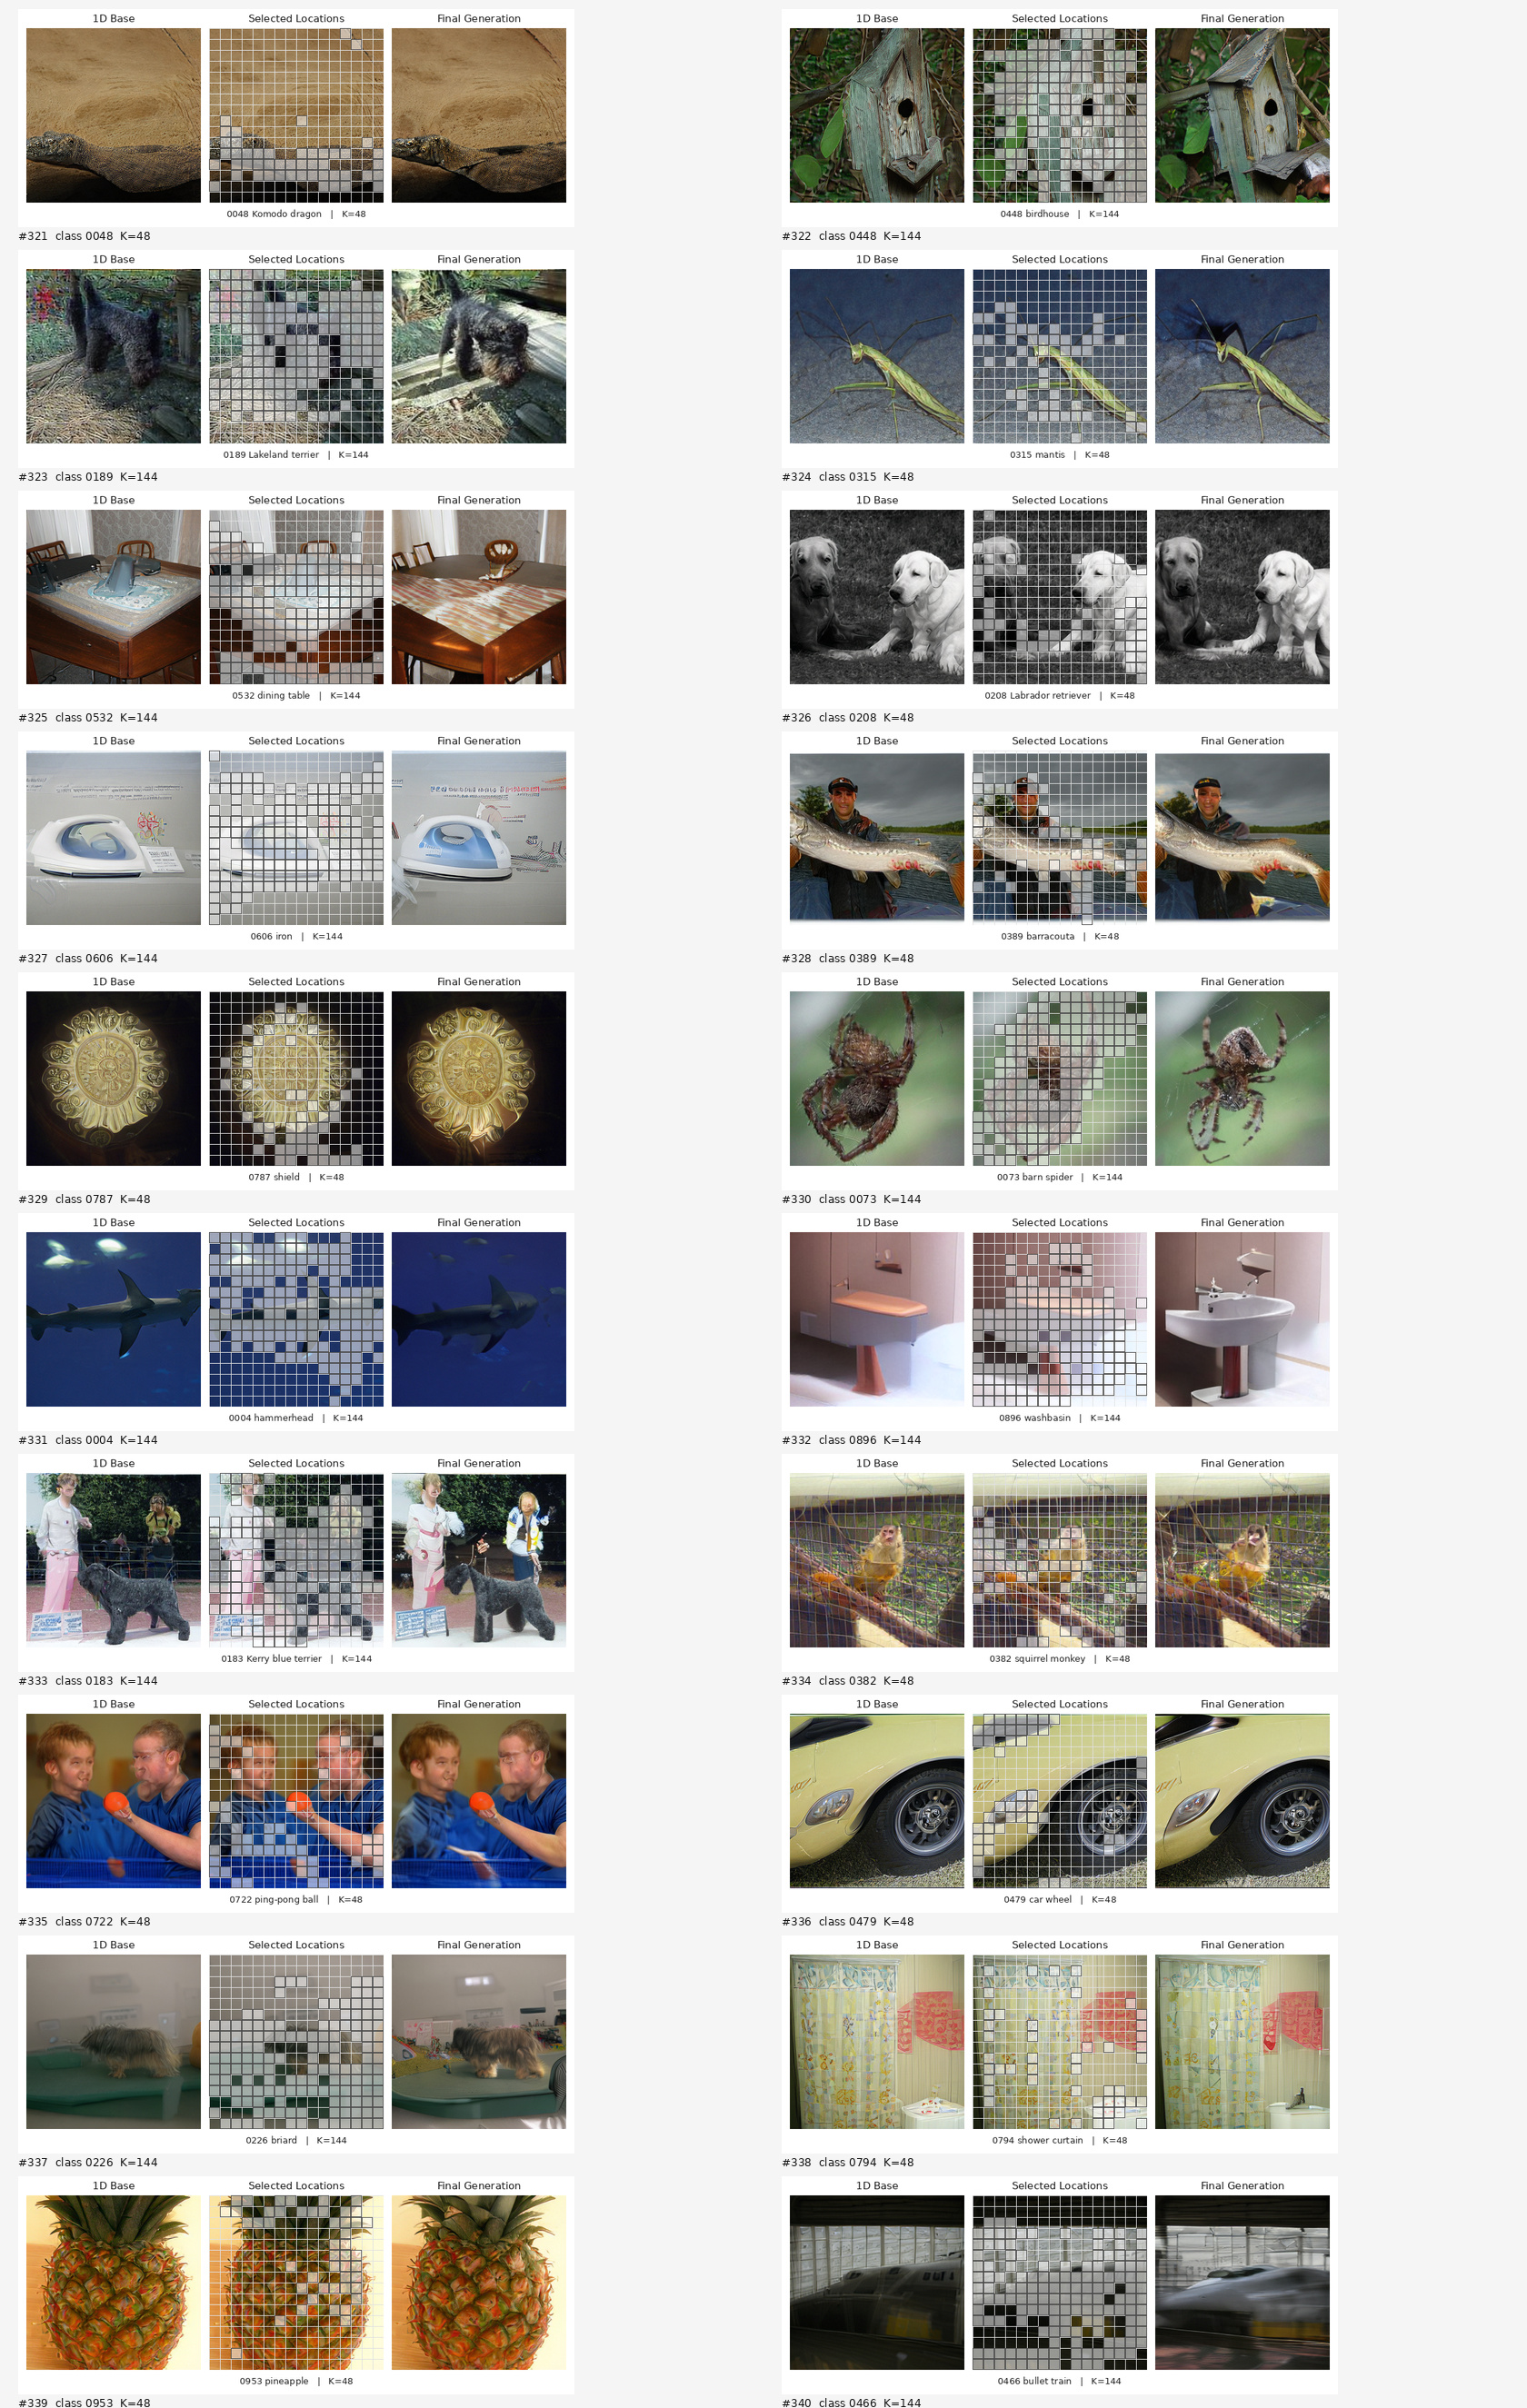 1D Base Selected Locations Final Generation
0048 Komodo dragon | K=48
#321 class 0048 K=48
1D Base Selected Locations Final Generation
0448 birdhouse | K=144
#322 class 0448 K=144
1D Base Selected Locations Final Generation
0189 Lakeland terrier | K=144
#323 class 0189 K=144
1D Base Selected Locations Final Generation
0315 mantis | K=48
#324 class 0315 K=48
1D Base Selected Locations Final Generation
0532 dining table | K=144
#325 class 0532 K=144
1D Base Selected Locations Final Generation
0208 Labrador retriever | K=48
#326 class 0208 K=48
1D Base Selected Locations Final Generation
0606 iron | K=144
#327 class 0606 K=144
1D Base Selected Locations Final Generation
0389 barracouta | K=48
#328 class 0389 K=48
1D Base Selected Locations Final Generation
0787 shield | K=48
#329 class 0787 K=48
1D Base Selected Locations Final Generation
0073 barn spider | K=144
#330 class 0073 K=144
1D Base Selected Locations Final Generation
0004 hammerhead | K=144
#331 class 0004 K=144
1D Base Selected Locations Final Generation
0896 washbasin | K=144
#332 class 0896 K=144
1D Base Selected Locations Final Generation
0183 Kerry blue terrier | K=144
#333 class 0183 K=144
1D Base Selected Locations Final Generation
0382 squirrel monkey | K=48
#334 class 0382 K=48
1D Base Selected Locations Final Generation
0722 ping-pong ball | K=48
#335 class 0722 K=48
1D Base Selected Locations Final Generation
0479 car wheel | K=48
#336 class 0479 K=48
1D Base Selected Locations Final Generation
0226 briard | K=144
#337 class 0226 K=144
1D Base Selected Locations Final Generation
0794 shower curtain | K=48
#338 class 0794 K=48
1D Base Selected Locations Final Generation
0953 pineapple | K=48
#339 class 0953 K=48
1D Base Selected Locations Final Generation
0466 bullet train | K=144
#340 class 0466 K=144